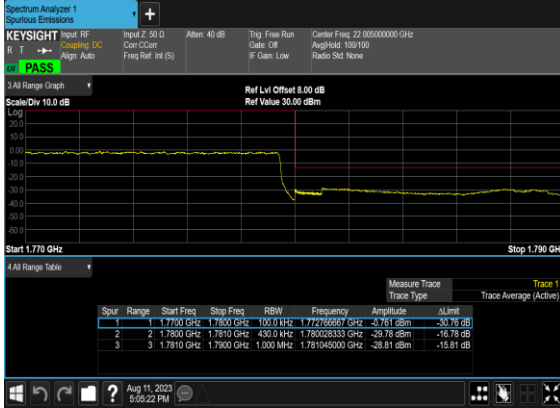 Spectrum Analyzer 1
Spurious Emissions
KEYSIGHT Input: RF Input Z: 50 Ω Atten: 40 dB Trig: Free Run Center Freq: 22.005000000 GHz
R T Coupling: DC Corr CCorr Gate: Off Avg|Hold: 100/100
Align: Auto Freq Ref: Int (S) IF Gain: Low Radio Std: None
PASS
3 All Range Graph
Ref Lvl Offset 8.00 dB
Scale/Div 10.0 dB Ref Value 30.00 dBm
Log
20.0
10.0
0.00
-10.0
-20.0
-30.0
-40.0
-50.0
-60.0
Start 1.770 GHz Stop 1.790 GH
4 All Range Table
Measure Trace Trace 1
Trace Type Trace Average (Active)
Spur Range Start Freq Stop Freq RBW Frequency Amplitude ΔLimit
1 1 1.7700 GHz 1.7800 GHz 100.0 kHz 1.772766667 GHz -0.761 dBm -30.76 dB
2 2 1.7800 GHz 1.7810 GHz 430.0 kHz 1.780028333 GHz -29.78 dBm -16.78 dB
3 3 1.7810 GHz 1.7900 GHz 1.000 MHz 1.781045000 GHz -28.81 dBm -15.81 dB
Aug 11, 2023
5:05:22 PM